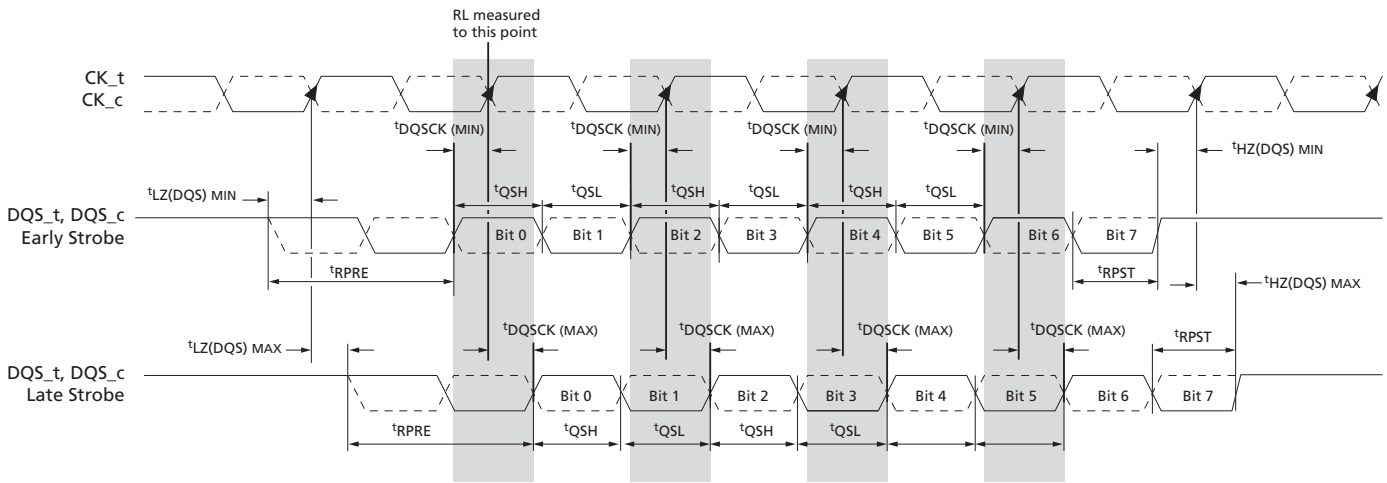 RL measured
to this point
CK_t
CK_c
tDQSCK (MIN) tDQSCK (MIN) tDQSCK (MIN) tDQSCK (MIN)
tHZ(DQS) MIN
tLZ(DQS) MIN
tQSH tQSL tQSH tQSL tQSH tQSL
DQS_t, DQS_c
Early Strobe
Bit 0 Bit 1 Bit 2 Bit 3 Bit 4 Bit 5 Bit 6 Bit 7
tRPRE tRPST
tHZ(DQS) MAX
tLZ(DQS) MAX
tDQSCK (MAX) tDQSCK (MAX) tDQSCK (MAX) tDQSCK (MAX)
tRPST
DQS_t, DQS_c
Late Strobe
Bit 0 Bit 1 Bit 2 Bit 3 Bit 4 Bit 5 Bit 6 Bit 7
tRPRE tQSH tQSL tQSH tQSL